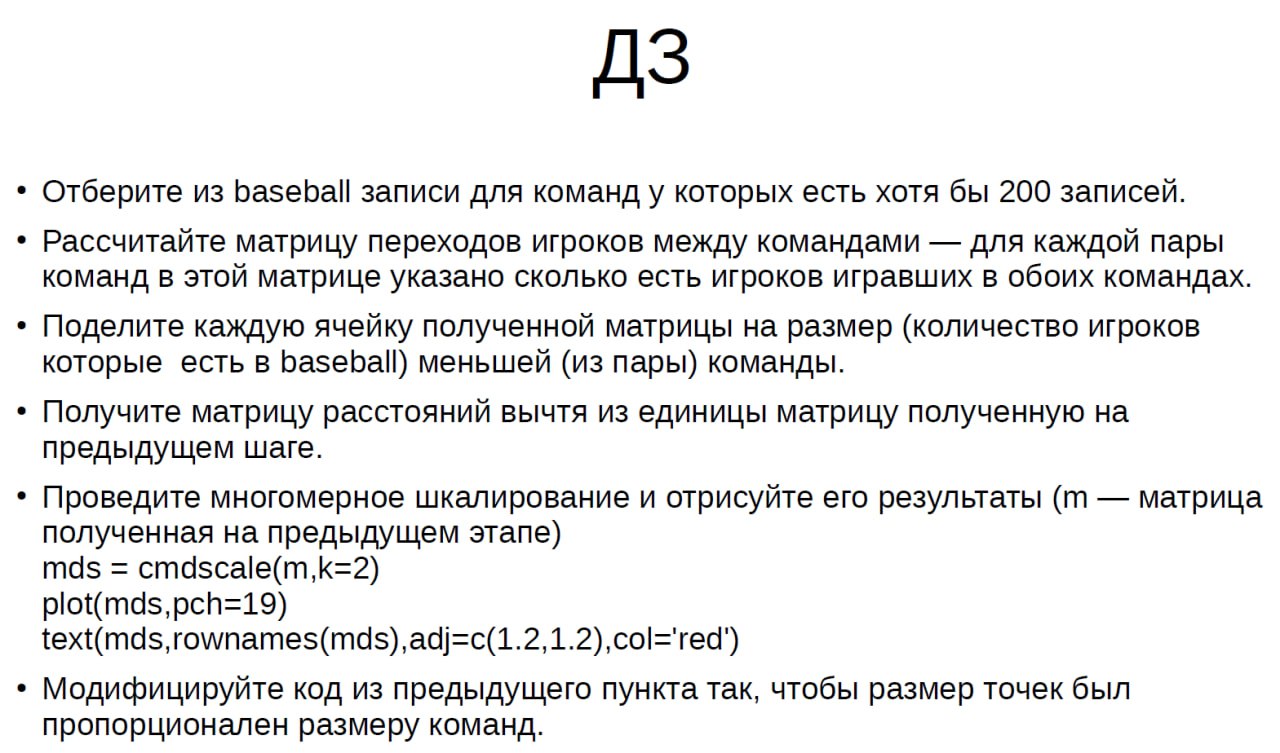 ДЗ
• Отберите из baseball записи для команд у которых есть хотя бы 200 записей.
• Рассчитайте матрицу переходов игроков между командами — для каждой пары
команд в этой матрице указано сколько есть игроков игравших в обоих командах.
• Поделите каждую ячейку полученной матрицы на размер (количество игроков
которые  есть в baseball) меньшей (из пары) команды.
• Получите матрицу расстояний вычтя из единицы матрицу полученную на
предыдущем шаге.
• Проведите многомерное шкалирование и отрисуйте его результаты (m — матрица
полученная на предыдущем этапе)
mds = cmdscale(m,k=2)
plot(mds,pch=19)
text(mds,rownames(mds),adj=c(1.2,1.2),col='red')
• Модифицируйте код из предыдущего пункта так, чтобы размер точек был
пропорционален размеру команд.